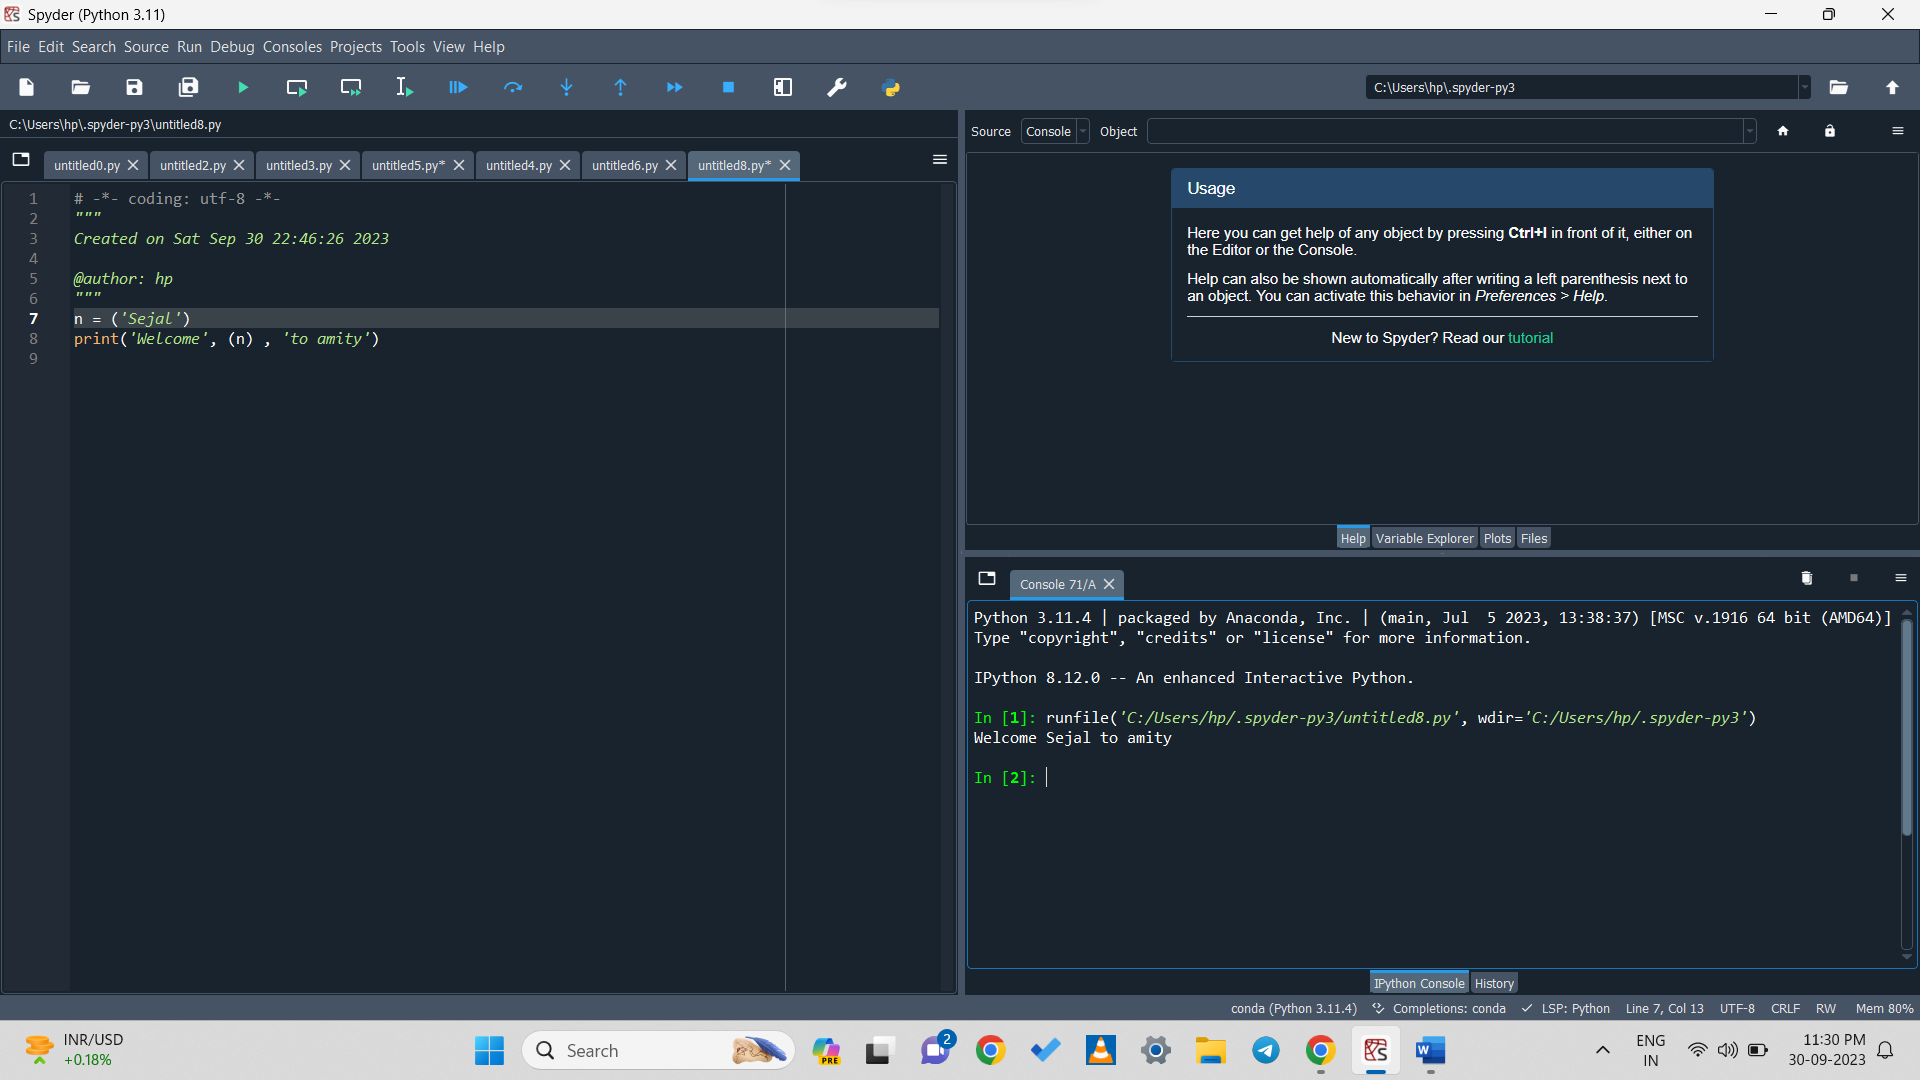 Spyder (Python 3.11)
File Edit Search Source Run Debug Consoles Projects Tools View Help
C:\Users\hp\.spyder-py3
C:\Users\hp\.spyder-py3\untitled8.py
untitled0.py untitled2.py untitled3.py untitled5.py* untitled4.py untitled6.py untitled8.py*
1 # -*- coding: utf-8 -*-
2 """
3 Created on Sat Sep 30 22:46:26 2023
4
5 @author: hp
6 """
7 n = ('Sejal')
8 print('Welcome', (n) , 'to amity')
9
Source Console Object
Usage
Here you can get help of any object by pressing Ctrl+I in front of it, either on
the Editor or the Console.
Help can also be shown automatically after writing a left parenthesis next to
an object. You can activate this behavior in Preferences > Help.
New to Spyder? Read our tutorial
Help Variable Explorer Plots Files
Console 71/A
Python 3.11.4 | packaged by Anaconda, Inc. | (main, Jul  5 2023, 13:38:37) [MSC v.1916 64 bit (AMD64)]
Type "copyright", "credits" or "license" for more information.
IPython 8.12.0 -- An enhanced Interactive Python.
In [1]: runfile('C:/Users/hp/.spyder-py3/untitled8.py', wdir='C:/Users/hp/.spyder-py3')
Welcome Sejal to amity
In [2]:
IPython Console History
conda (Python 3.11.4) Completions: conda LSP: Python Line 7, Col 13 UTF-8 CRLF RW Mem 80%
INR/USD
+0.18%
Search
PRE
2
ENG
IN
11:30 PM
30-09-2023